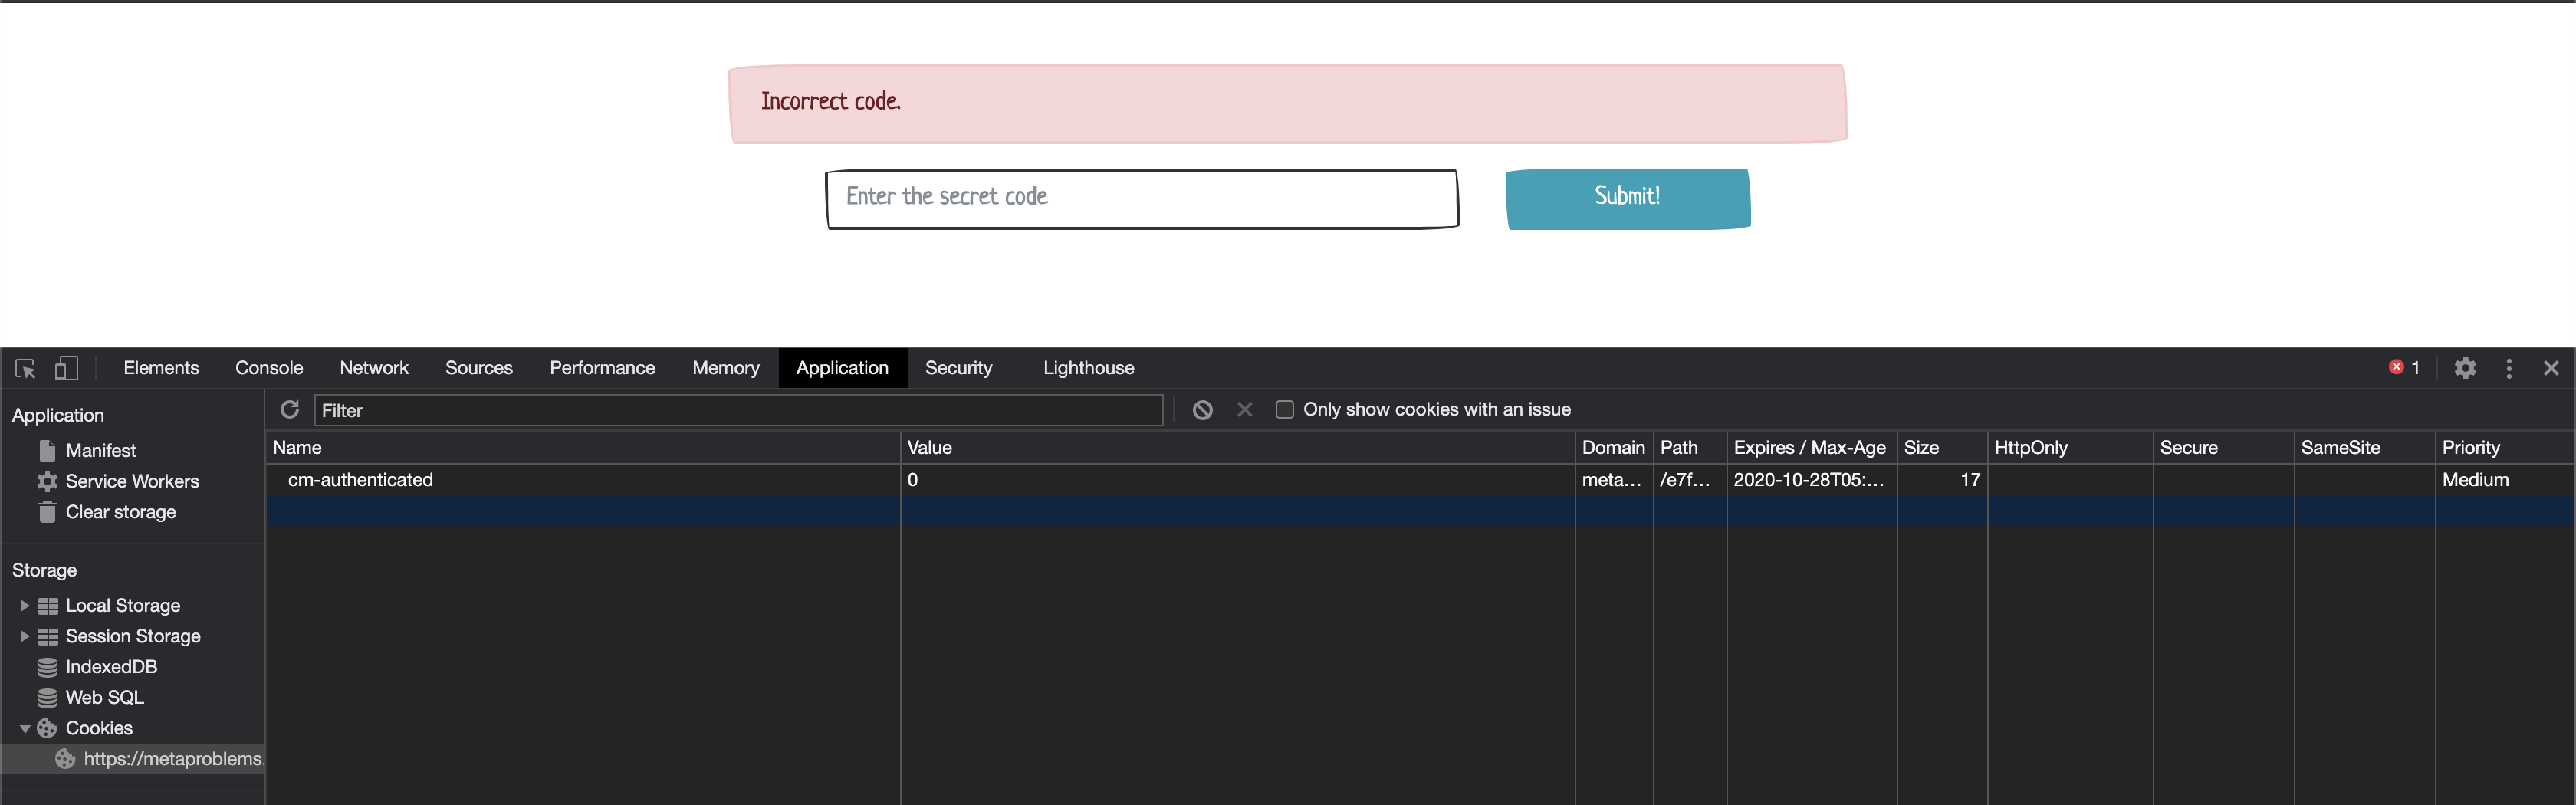 Incorrect code.
Enter the secret code Submit!
Elements Console Network Sources Performance Memory Application Security Lighthouse 1
Application
Manifest
Service Workers
Clear storage
Storage
Local Storage
Session Storage
IndexedDB
Web SQL
Cookies
https://metaproblems.
Filter Only show cookies with an issue
Name Value Domain Path Expires / Max-Age Size HttpOnly Secure SameSite Priority
cm-authenticated 0 meta… /e7f… 2020-10-28T05:… 17 Medium